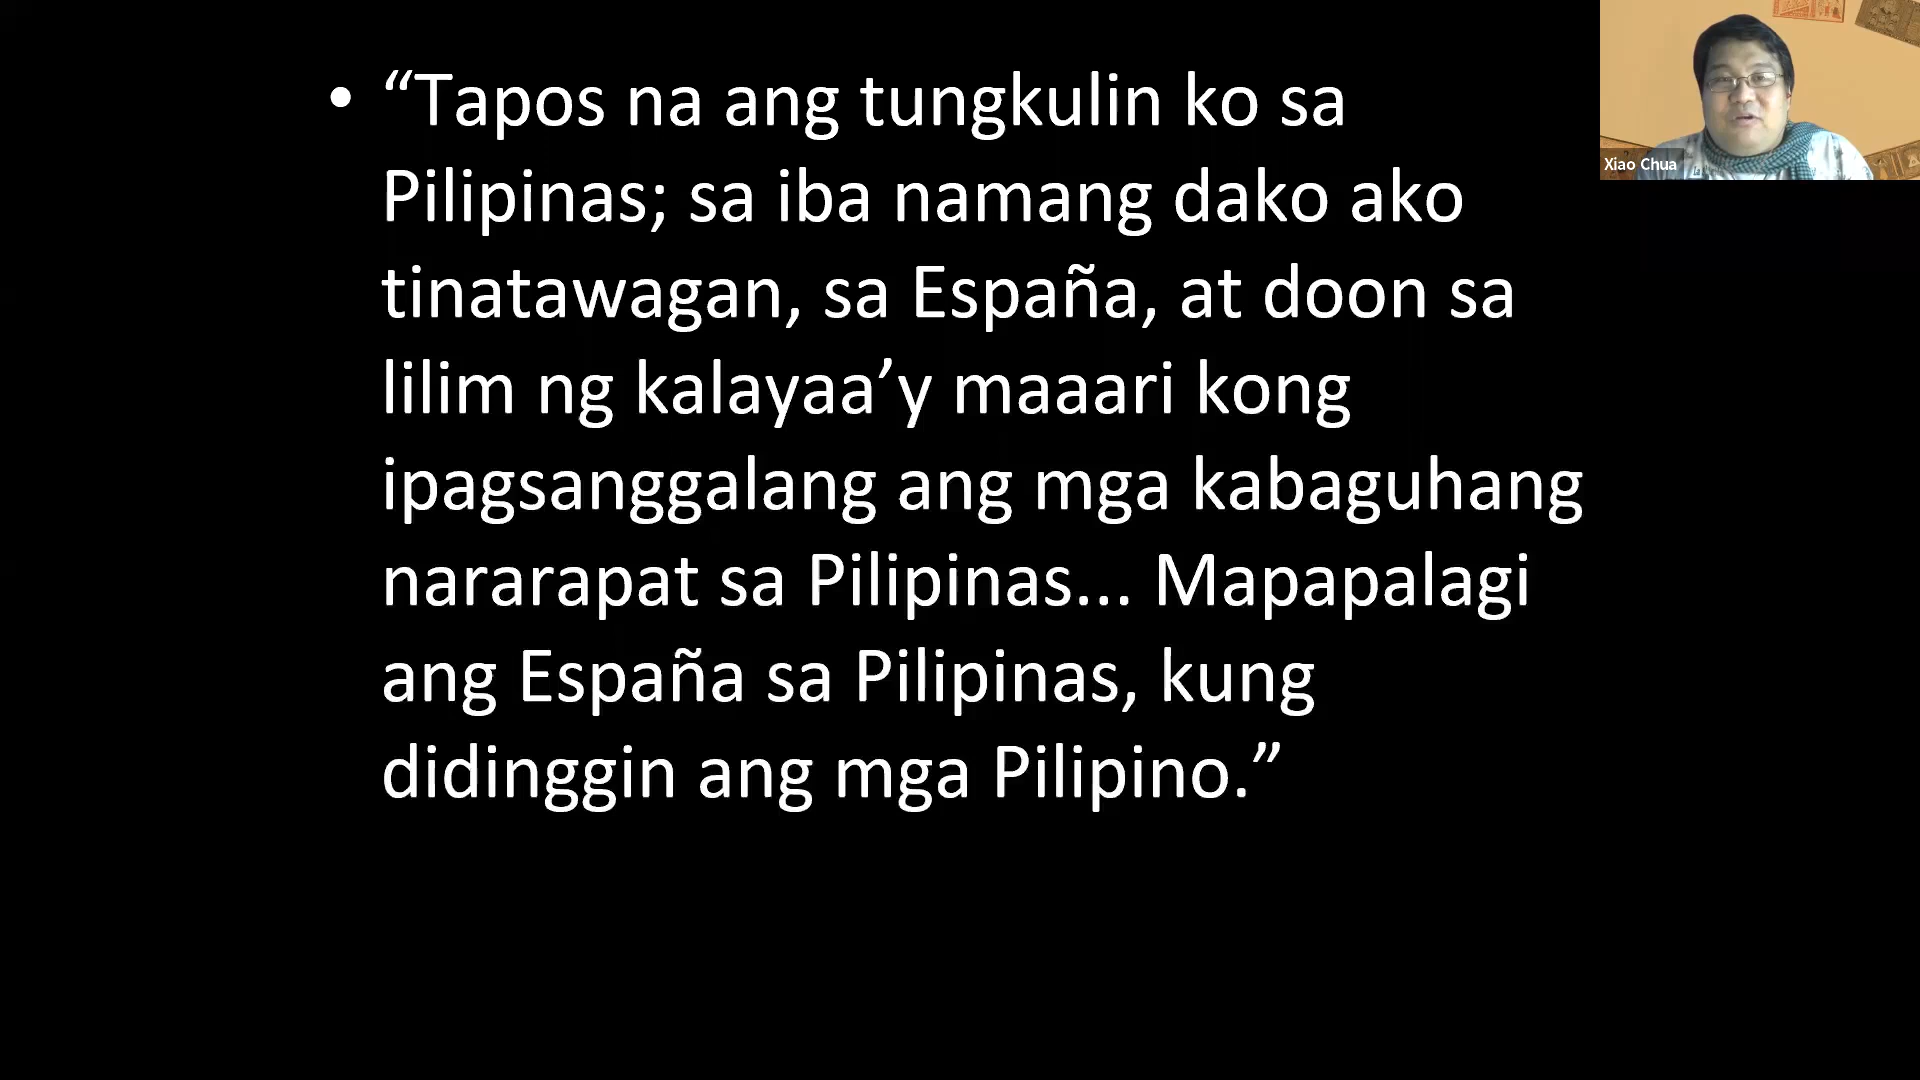 • “Tapos na ang tungkulin ko sa
Pilipinas; sa iba namang dako ako
tinatawagan, sa España, at doon sa
lilim ng kalayaa’y maaari kong
ipagsanggalang ang mga kabaguhang
nararapat sa Pilipinas... Mapapalagi
ang España sa Pilipinas, kung
didinggin ang mga Pilipino.”
Xiao Chua